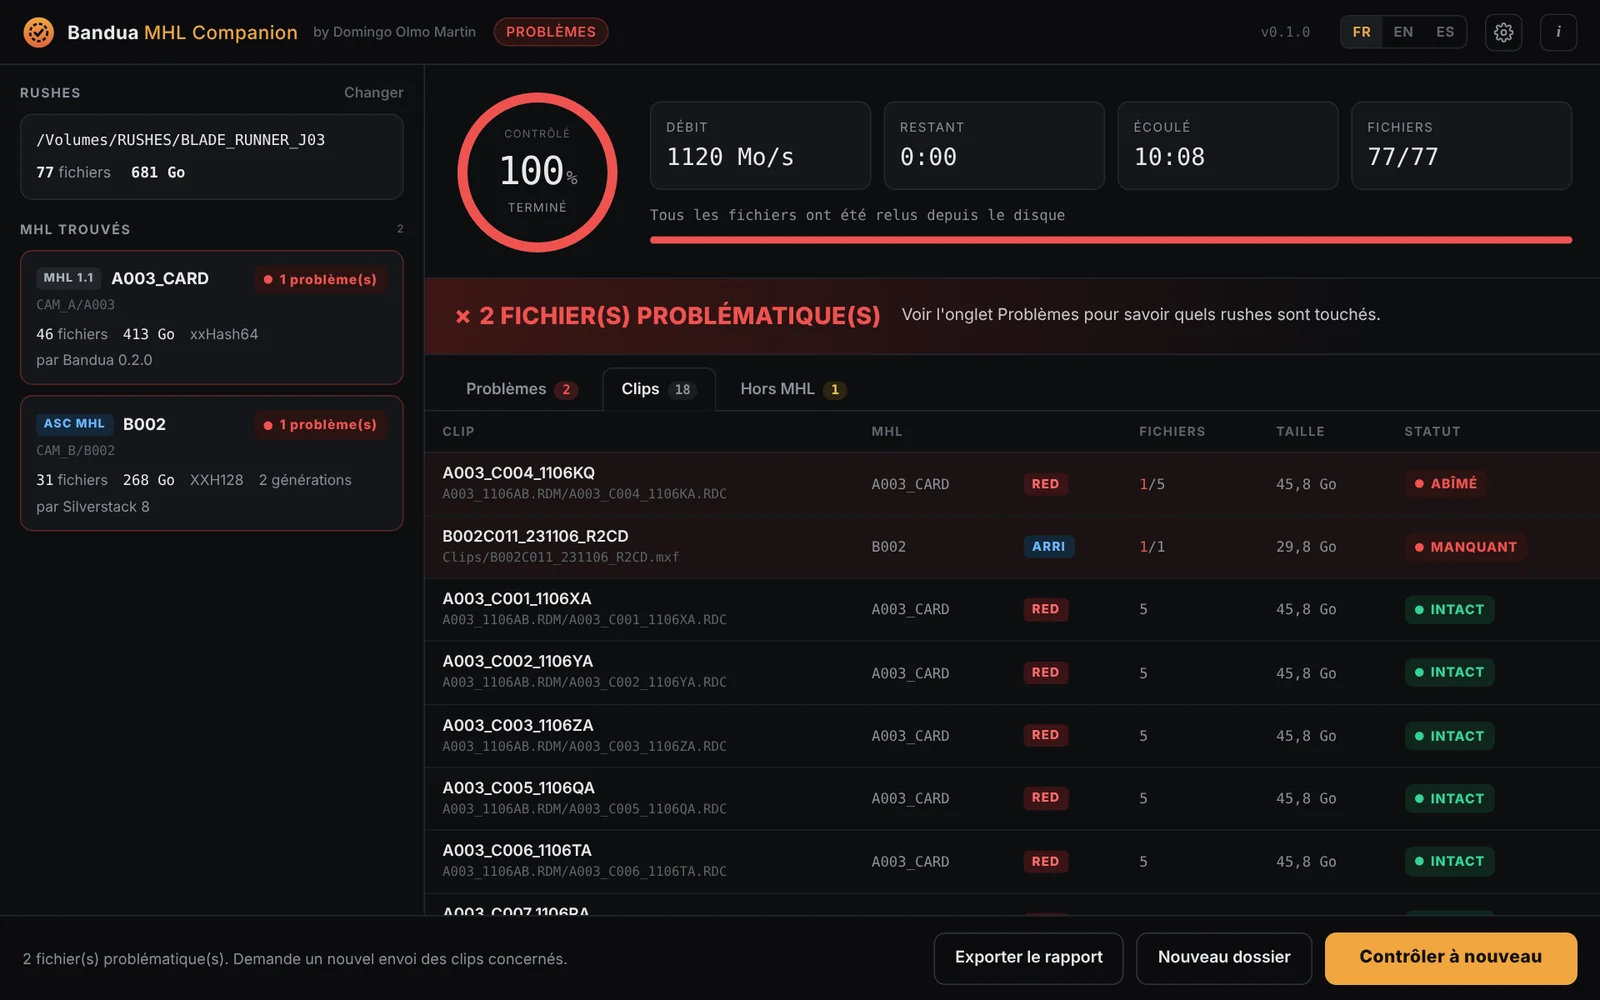 Bandua MHL Companion by Domingo Olmo Martin PROBLÈMES v0.1.0 FR EN ES i
RUSHES Changer
/Volumes/RUSHES/BLADE_RUNNER_J03
77 fichiers 681 Go
MHL TROUVÉS 2
MHL 1.1 A003_CARD 1 problème(s)
CAM_A/A003
46 fichiers 413 Go xxHash64
par Bandua 0.2.0
ASC MHL B002 1 problème(s)
CAM_B/B002
31 fichiers 268 Go XXH128 2 générations
par Silverstack 8
CONTRÔLÉ
100%
TERMINÉ
DÉBIT
1120 Mo/s
RESTANT
0:00
ÉCOULÉ
10:08
FICHIERS
77/77
Tous les fichiers ont été relus depuis le disque
× 2 FICHIER(S) PROBLÉMATIQUE(S) Voir l'onglet Problèmes pour savoir quels rushes sont touchés.
Problèmes 2 Clips 18 Hors MHL 1
CLIP MHL FICHIERS TAILLE STATUT
A003_C004_1106KQ
A003_1106AB.RDM/A003_C004_1106KA.RDC A003_CARD RED 1/5 45,8 Go ABÎMÉ
B002C011_231106_R2CD
Clips/B002C011_231106_R2CD.mxf B002 ARRI 1/1 29,8 Go MANQUANT
A003_C001_1106XA
A003_1106AB.RDM/A003_C001_1106XA.RDC A003_CARD RED 5 45,8 Go INTACT
A003_C002_1106YA
A003_1106AB.RDM/A003_C002_1106YA.RDC A003_CARD RED 5 45,8 Go INTACT
A003_C003_1106ZA
A003_1106AB.RDM/A003_C003_1106ZA.RDC A003_CARD RED 5 45,8 Go INTACT
A003_C005_1106QA
A003_1106AB.RDM/A003_C005_1106QA.RDC A003_CARD RED 5 45,8 Go INTACT
A003_C006_1106TA
A003_1106AB.RDM/A003_C006_1106TA.RDC A003_CARD RED 5 45,8 Go INTACT
2 fichier(s) problématique(s). Demande un nouvel envoi des clips concernés. Exporter le rapport Nouveau dossier Contrôler à nouveau